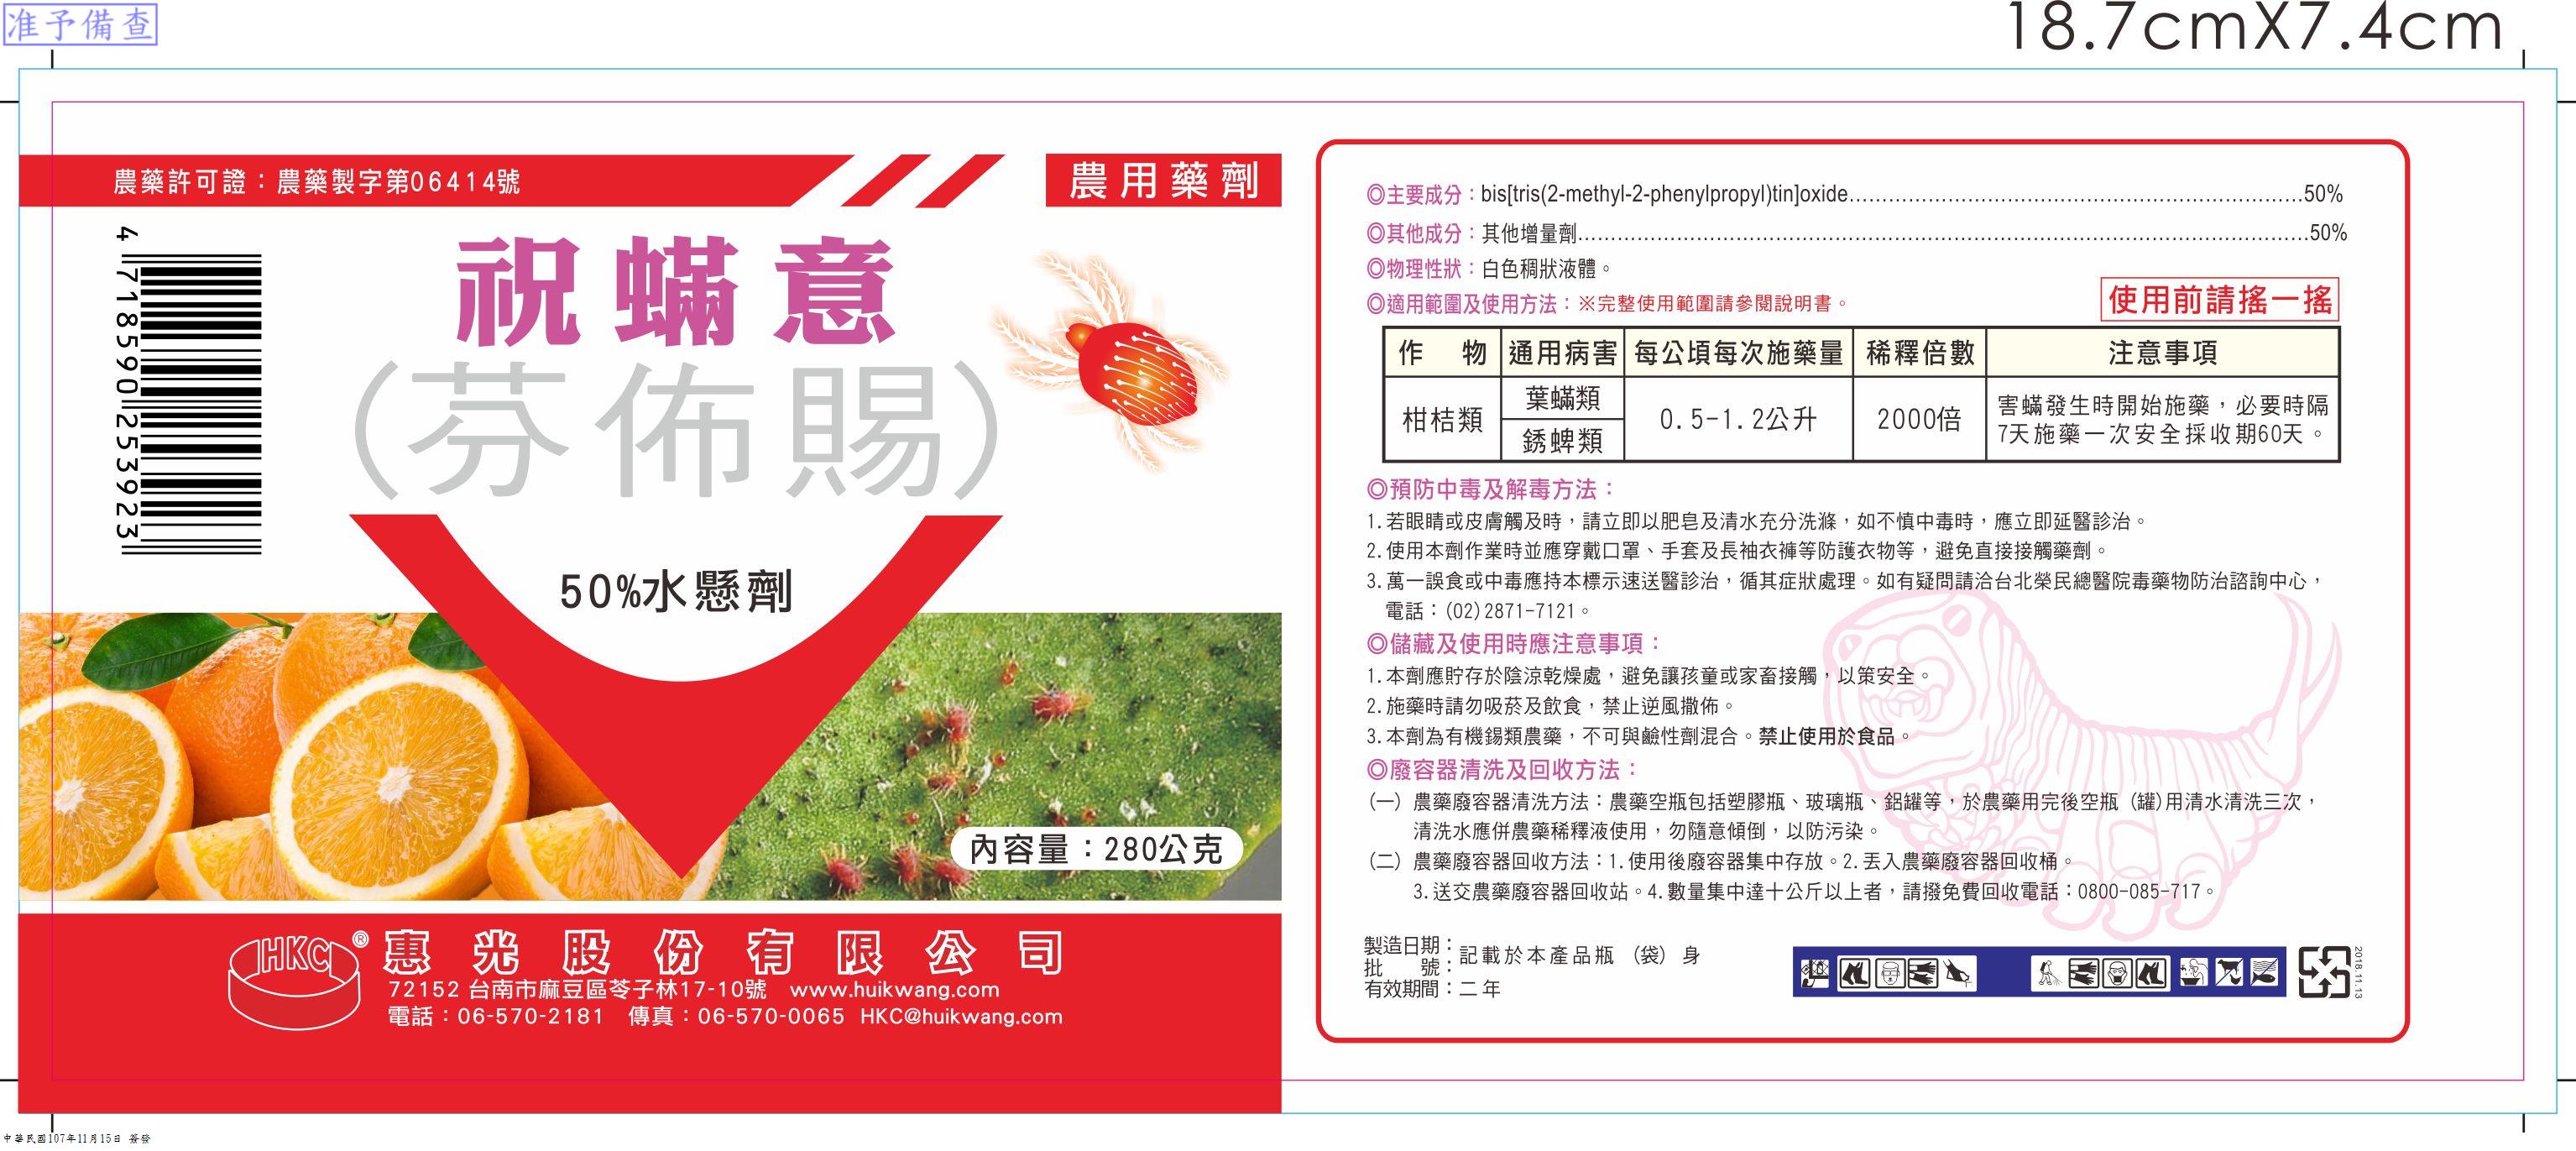 准予備查
18.7cmX7.4cm
農藥許可證：農藥製字第06414號
農用藥劑
4 718590 253923
祝蟎意
(芬佈賜)
50%水懸劑
內容量：280公克
HKC®
惠光股份有限公司
72152 台南市麻豆區苓子林17-10號 www.huikwang.com
電話：06-570-2181 傳真：06-570-0065 HKC@huikwang.com
◎主要成分：bis[tris(2-methyl-2-phenylpropyl)tin]oxide......50%
◎其他成分：其他增量劑......50%
◎物理性狀：白色稠狀液體。
◎適用範圍及使用方法：※完整使用範圍請參閱說明書。
使用前請搖一搖
作 物 通用病害 每公頃每次施藥量 稀釋倍數 注意事項
柑桔類 葉蟎類 0.5-1.2公升 2000倍 害蟎發生時開始施藥，必要時隔
銹蜱類 7天施藥一次安全採收期60天。
◎預防中毒及解毒方法：
1.若眼睛或皮膚觸及時，請立即以肥皂及清水充分洗滌，如不慎中毒時，應立即延醫診治。
2.使用本劑作業時並應穿戴口罩、手套及長袖衣褲等防護衣物等，避免直接接觸藥劑。
3.萬一誤食或中毒應持本標示速送醫診治，循其症狀處理。如有疑問請洽台北榮民總醫院毒藥物防治諮詢中心，
電話：(02)2871-7121。
◎儲藏及使用時應注意事項：
1.本劑應貯存於陰涼乾燥處，避免讓孩童或家畜接觸，以策安全。
2.施藥時請勿吸菸及飲食，禁止逆風撒佈。
3.本劑為有機錫類農藥，不可與鹼性劑混合。禁止使用於食品。
◎廢容器清洗及回收方法：
(一) 農藥廢容器清洗方法：農藥空瓶包括塑膠瓶、玻璃瓶、鋁罐等，於農藥用完後空瓶 (罐)用清水清洗三次，
清洗水應併農藥稀釋液使用，勿隨意傾倒，以防污染。
(二) 農藥廢容器回收方法：1.使用後廢容器集中存放。2.丟入農藥廢容器回收桶。
3.送交農藥廢容器回收站。4.數量集中達十公斤以上者，請撥免費回收電話：0800-085-717。
製造日期：
批 號：記載於本產品瓶 (袋) 身
有效期間：二年
2018.11.13
中華民國107年11月15日 簽發